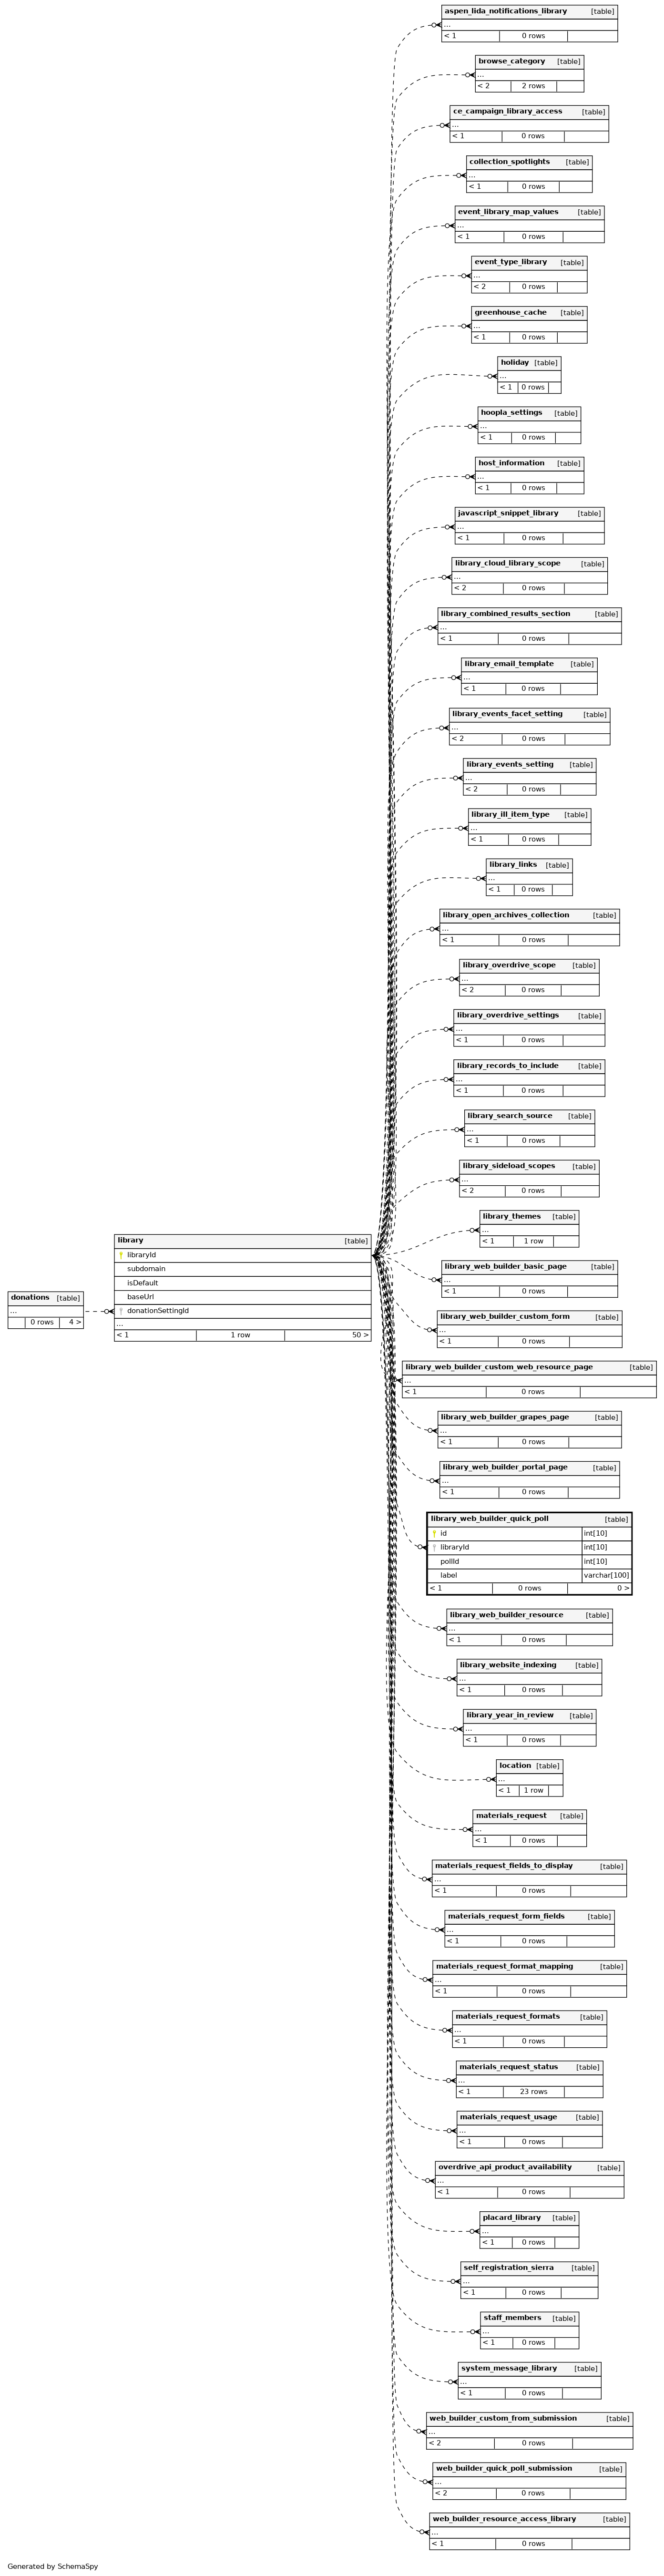 aspen_lida_notifications_library [table]
...
< 1 0 rows
browse_category [table]
...
< 2 2 rows
ce_campaign_library_access [table]
...
< 1 0 rows
collection_spotlights [table]
...
< 1 0 rows
event_library_map_values [table]
...
< 1 0 rows
event_type_library [table]
...
< 2 0 rows
greenhouse_cache [table]
...
< 1 0 rows
holiday [table]
...
< 1 0 rows
hoopla_settings [table]
...
< 1 0 rows
host_information [table]
...
< 1 0 rows
javascript_snippet_library [table]
...
< 1 0 rows
library_cloud_library_scope [table]
...
< 2 0 rows
library_combined_results_section [table]
...
< 1 0 rows
library_email_template [table]
...
< 1 0 rows
library_events_facet_setting [table]
...
< 2 0 rows
library_events_setting [table]
...
< 2 0 rows
library_ill_item_type [table]
...
< 1 0 rows
library_links [table]
...
< 1 0 rows
library_open_archives_collection [table]
...
< 1 0 rows
library_overdrive_scope [table]
...
< 2 0 rows
library_overdrive_settings [table]
...
< 1 0 rows
library_records_to_include [table]
...
< 1 0 rows
library_search_source [table]
...
< 1 0 rows
library_sideload_scopes [table]
...
< 2 0 rows
library_themes [table]
...
< 1 1 row
donations [table]
...
0 rows 4 >
library [table]
libraryId
subdomain
isDefault
baseUrl
donationSettingId
...
< 1 1 row 50 >
library_web_builder_basic_page [table]
...
< 1 0 rows
library_web_builder_custom_form [table]
...
< 1 0 rows
library_web_builder_custom_web_resource_page [table]
...
< 1 0 rows
library_web_builder_grapes_page [table]
...
< 1 0 rows
library_web_builder_portal_page [table]
...
< 1 0 rows
library_web_builder_quick_poll [table]
id int[10]
libraryId int[10]
pollId int[10]
label varchar[100]
< 1 0 rows 0 >
library_web_builder_resource [table]
...
< 1 0 rows
library_website_indexing [table]
...
< 1 0 rows
library_year_in_review [table]
...
< 1 0 rows
location [table]
...
< 1 1 row
materials_request [table]
...
< 1 0 rows
materials_request_fields_to_display [table]
...
< 1 0 rows
materials_request_form_fields [table]
...
< 1 0 rows
materials_request_format_mapping [table]
...
< 1 0 rows
materials_request_formats [table]
...
< 1 0 rows
materials_request_status [table]
...
< 1 23 rows
materials_request_usage [table]
...
< 1 0 rows
overdrive_api_product_availability [table]
...
< 1 0 rows
placard_library [table]
...
< 1 0 rows
self_registration_sierra [table]
...
< 1 0 rows
staff_members [table]
...
< 1 0 rows
system_message_library [table]
...
< 1 0 rows
web_builder_custom_from_submission [table]
...
< 2 0 rows
web_builder_quick_poll_submission [table]
...
< 2 0 rows
web_builder_resource_access_library [table]
...
< 1 0 rows
Generated by SchemaSpy